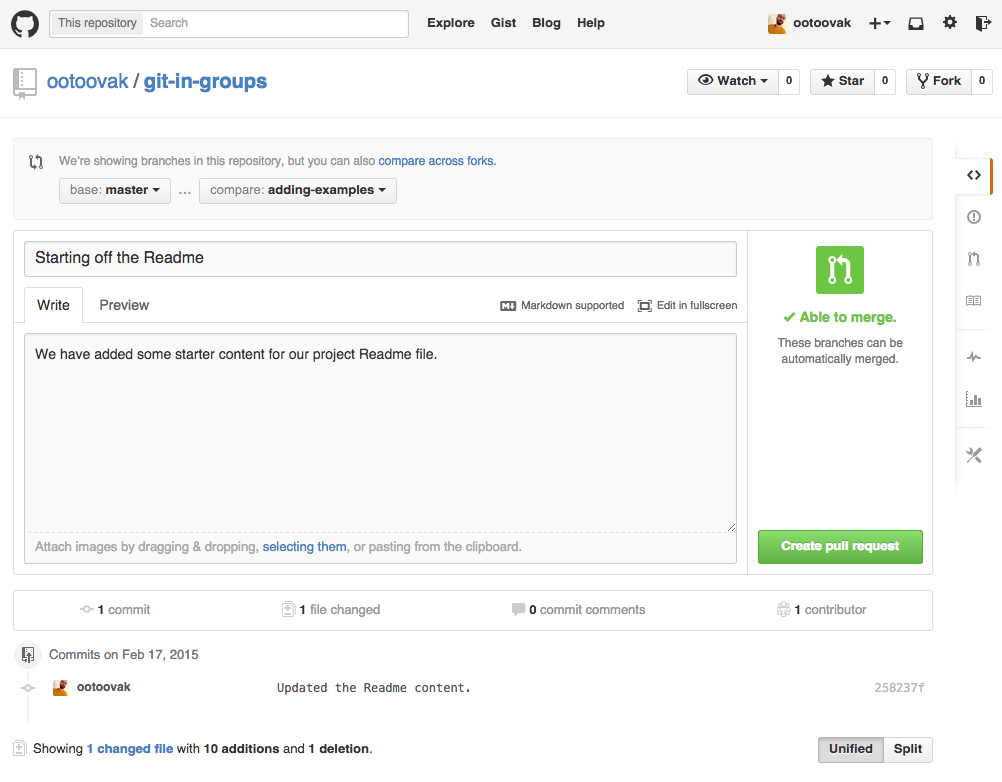 This repository Search Explore Gist Blog Help ootoovak
ootoovak / git-in-groups Watch 0 Star 0 Fork 0
We're showing branches in this repository, but you can also compare across forks.
base: master ... compare: adding-examples
Starting off the Readme
Write Preview Markdown supported Edit in fullscreen
We have added some starter content for our project Readme file.
Attach images by dragging & dropping, selecting them, or pasting from the clipboard.
Able to merge.
These branches can be
automatically merged.
Create pull request
1 commit 1 file changed 0 commit comments 1 contributor
Commits on Feb 17, 2015
ootoovak Updated the Readme content. 258237f
Showing 1 changed file with 10 additions and 1 deletion. Unified Split